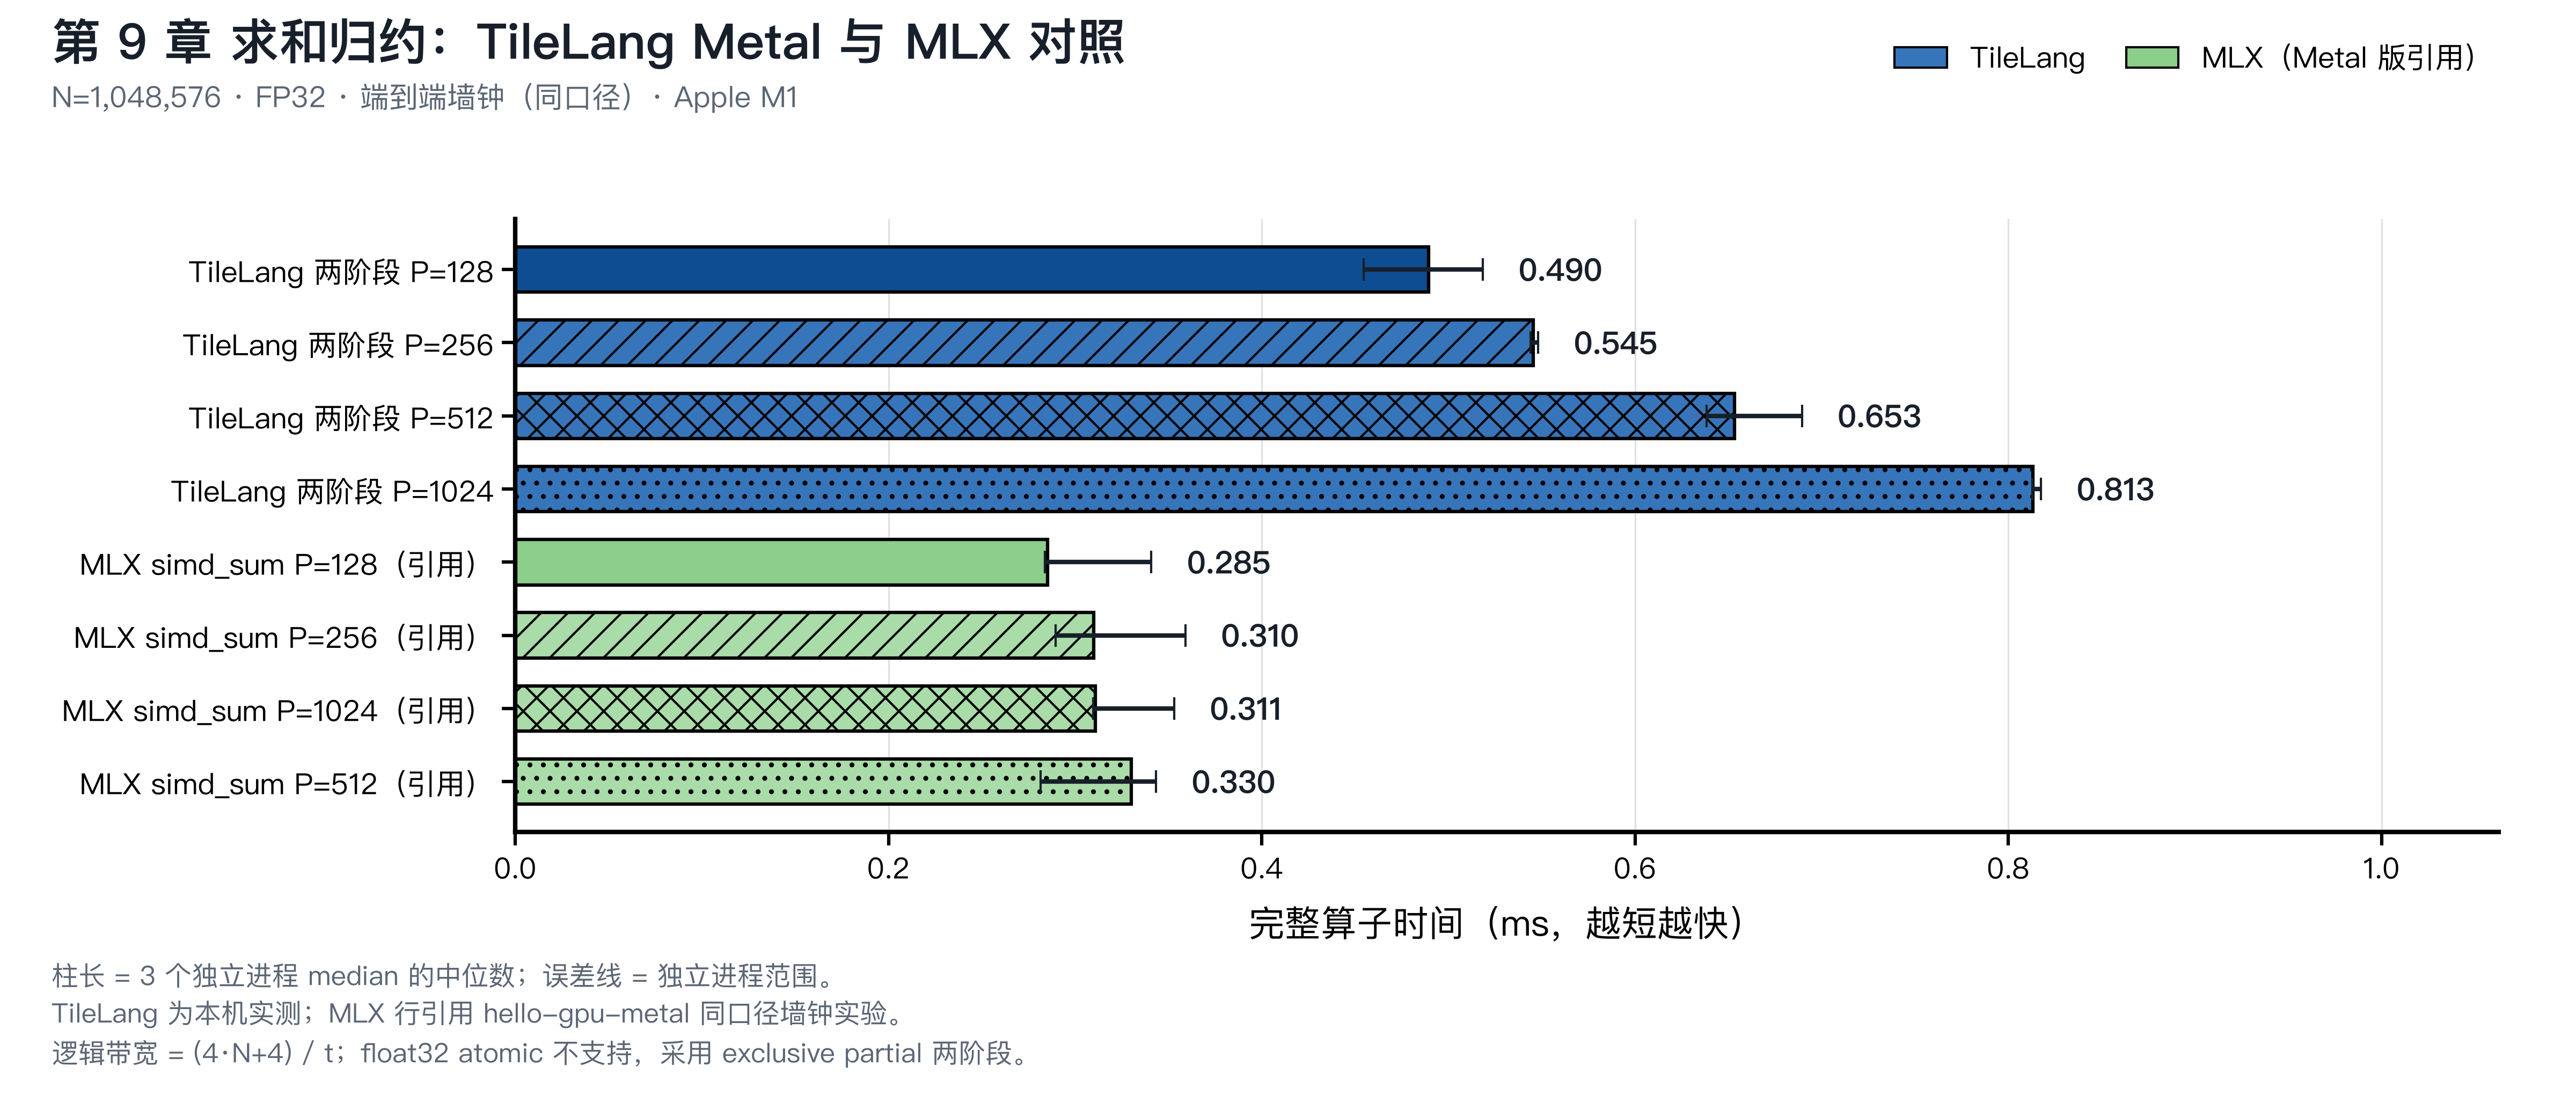 第 9 章 求和归约：TileLang Metal 与 MLX 对照
N=1,048,576 · FP32 · 端到端墙钟（同口径）· Apple M1
TileLang
MLX（Metal 版引用）
TileLang 两阶段 P=128
0.490
TileLang 两阶段 P=256
0.545
TileLang 两阶段 P=512
0.653
TileLang 两阶段 P=1024
0.813
MLX simd_sum P=128（引用）
0.285
MLX simd_sum P=256（引用）
0.310
MLX simd_sum P=1024（引用）
0.311
MLX simd_sum P=512（引用）
0.330
0.0 0.2 0.4 0.6 0.8 1.0
完整算子时间（ms，越短越快）
柱长 = 3 个独立进程 median 的中位数；误差线 = 独立进程范围。
TileLang 为本机实测；MLX 行引用 hello-gpu-metal 同口径墙钟实验。
逻辑带宽 = (4·N+4) / t；float32 atomic 不支持，采用 exclusive partial 两阶段。